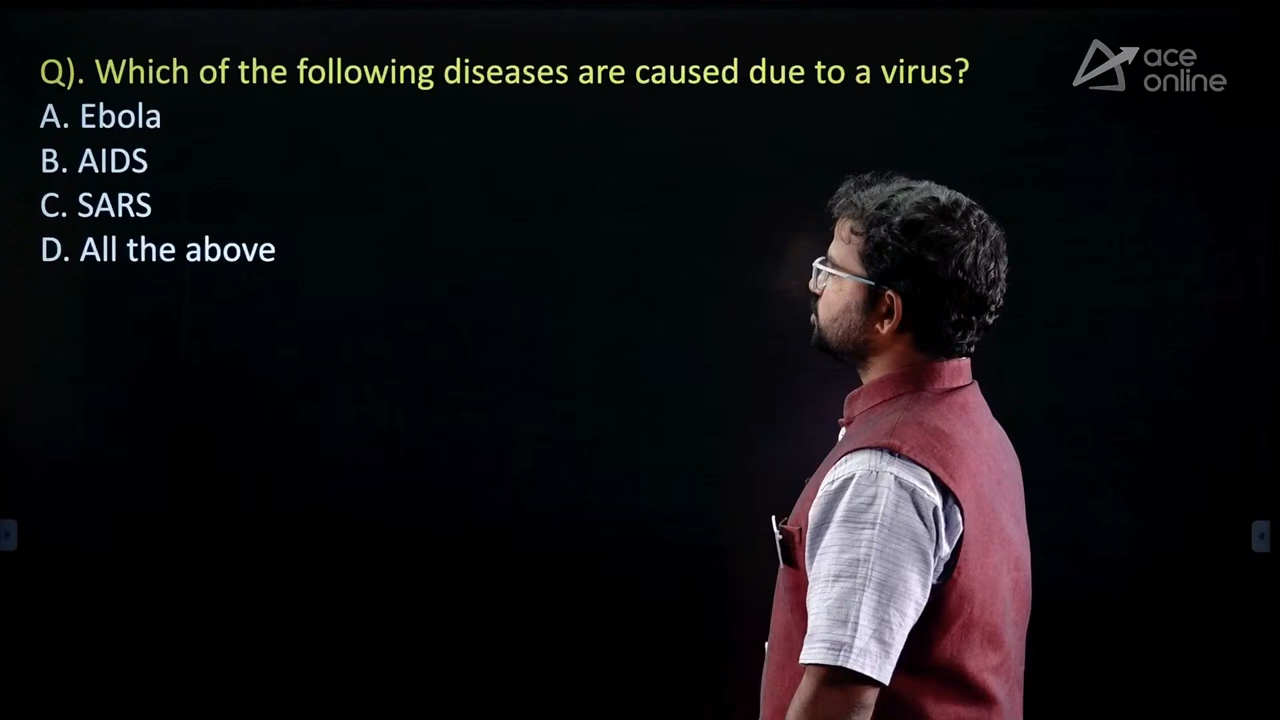 Q). Which of the following diseases are caused due to a virus?
A. Ebola
B. AIDS
C. SARS
D. All the above
ace
online